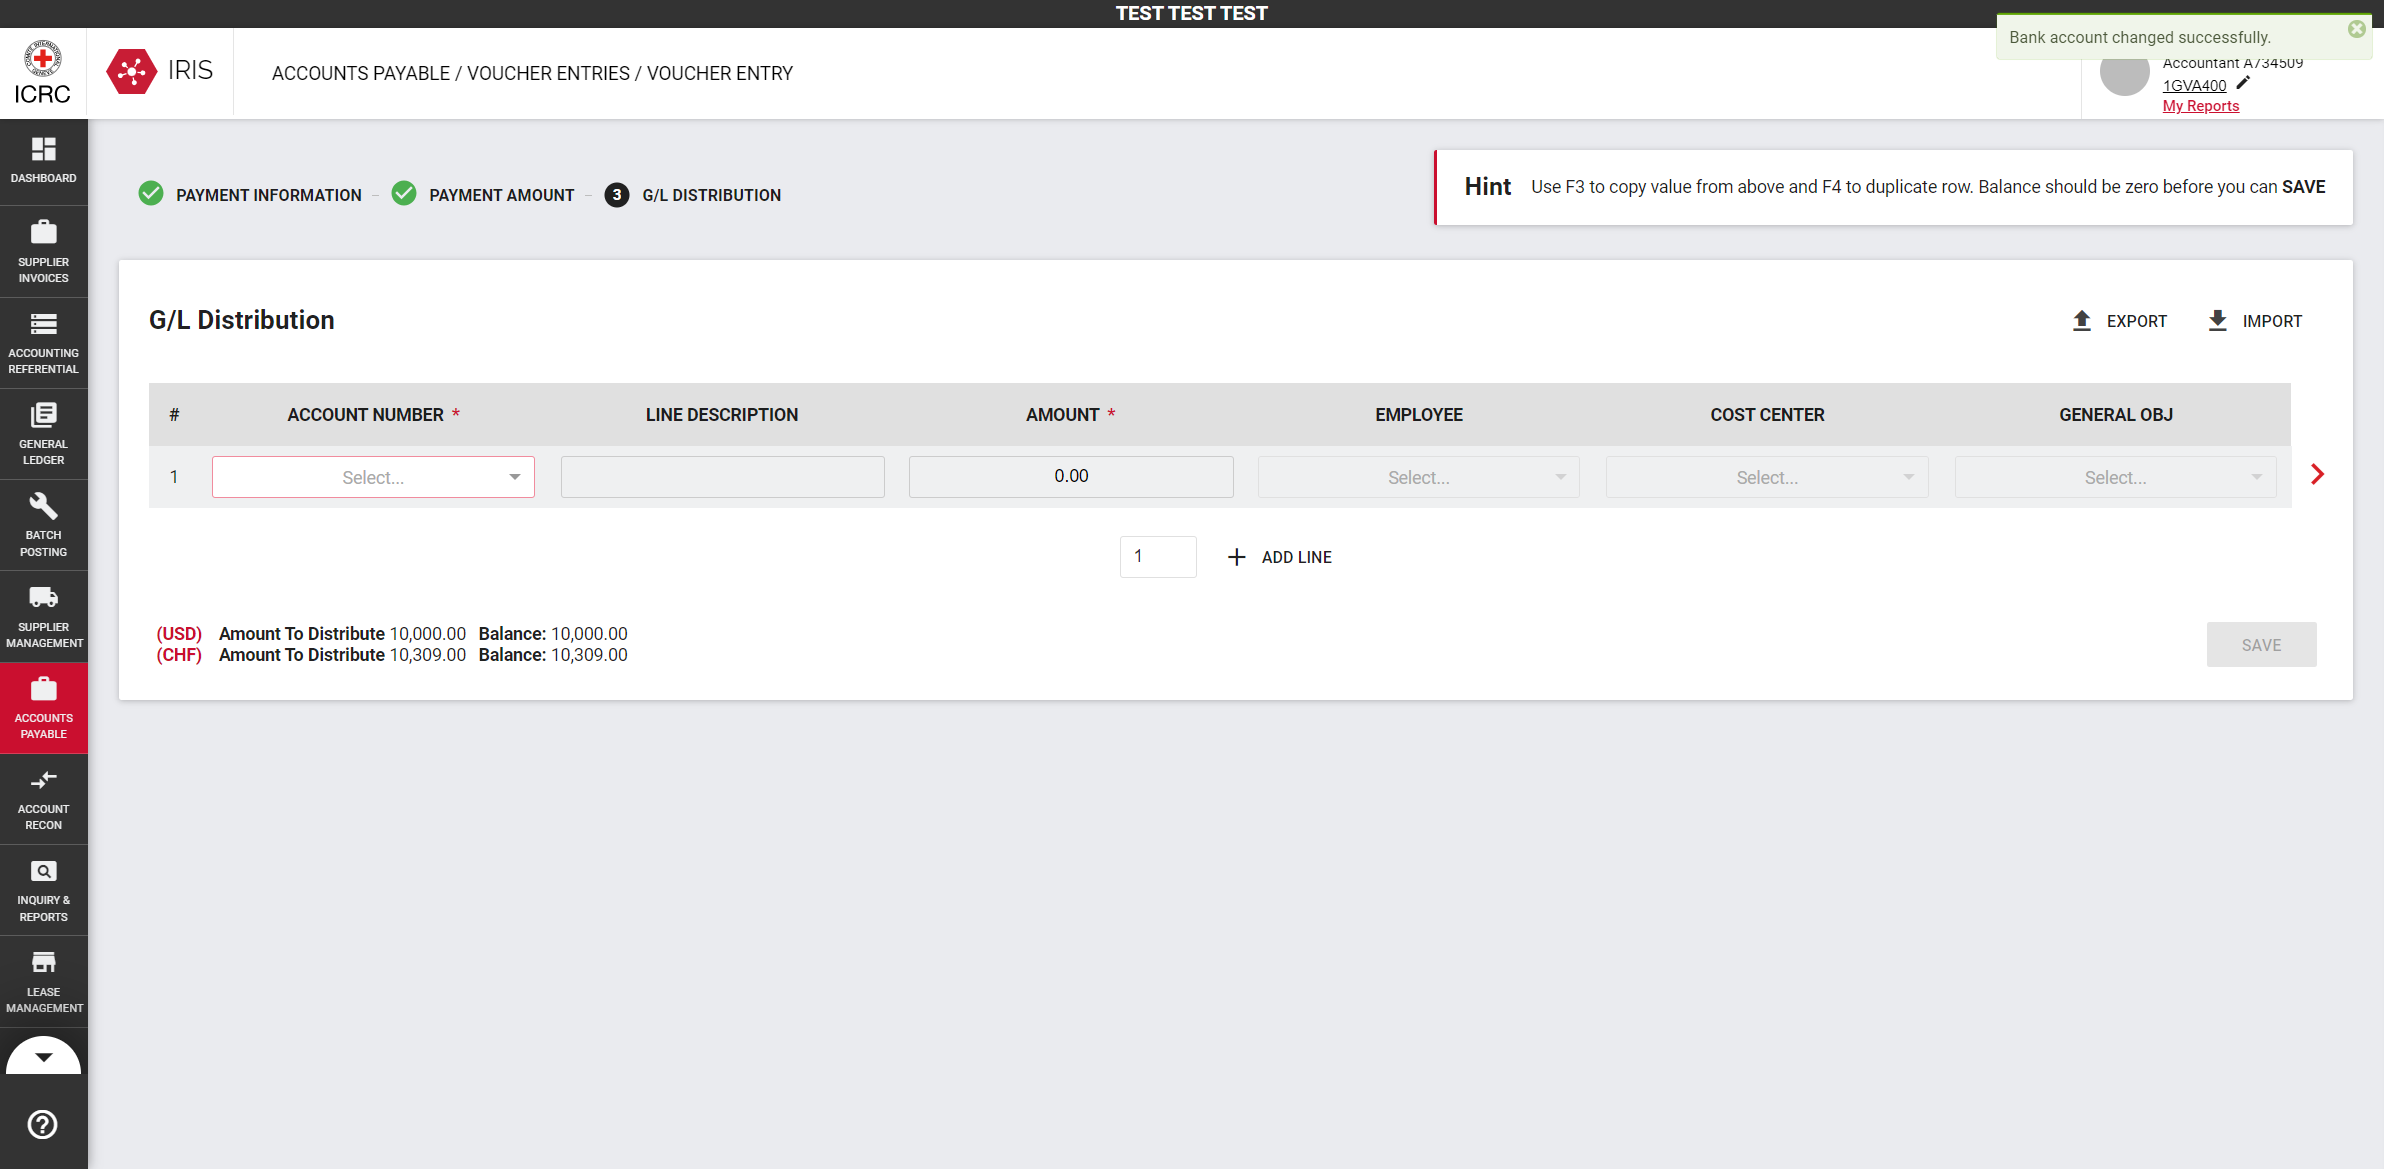 TEST TEST TEST
Bank account changed successfully.
ICRC
IRIS
ACCOUNTS PAYABLE / VOUCHER ENTRIES / VOUCHER ENTRY
Accountant A734509
1GVA400
My Reports
DASHBOARD
SUPPLIER
INVOICES
ACCOUNTING
REFERENTIAL
GENERAL
LEDGER
BATCH
POSTING
SUPPLIER
MANAGEMENT
ACCOUNTS
PAYABLE
ACCOUNT
RECON
INQUIRY &
REPORTS
LEASE
MANAGEMENT
PAYMENT INFORMATION – PAYMENT AMOUNT – 3 G/L DISTRIBUTION
Hint Use F3 to copy value from above and F4 to duplicate row. Balance should be zero before you can SAVE
G/L Distribution
EXPORT IMPORT
# ACCOUNT NUMBER * LINE DESCRIPTION AMOUNT * EMPLOYEE COST CENTER GENERAL OBJ
1 Select... 0.00 Select... Select... Select...
1 + ADD LINE
(USD) Amount To Distribute 10,000.00 Balance: 10,000.00
(CHF) Amount To Distribute 10,309.00 Balance: 10,309.00
SAVE